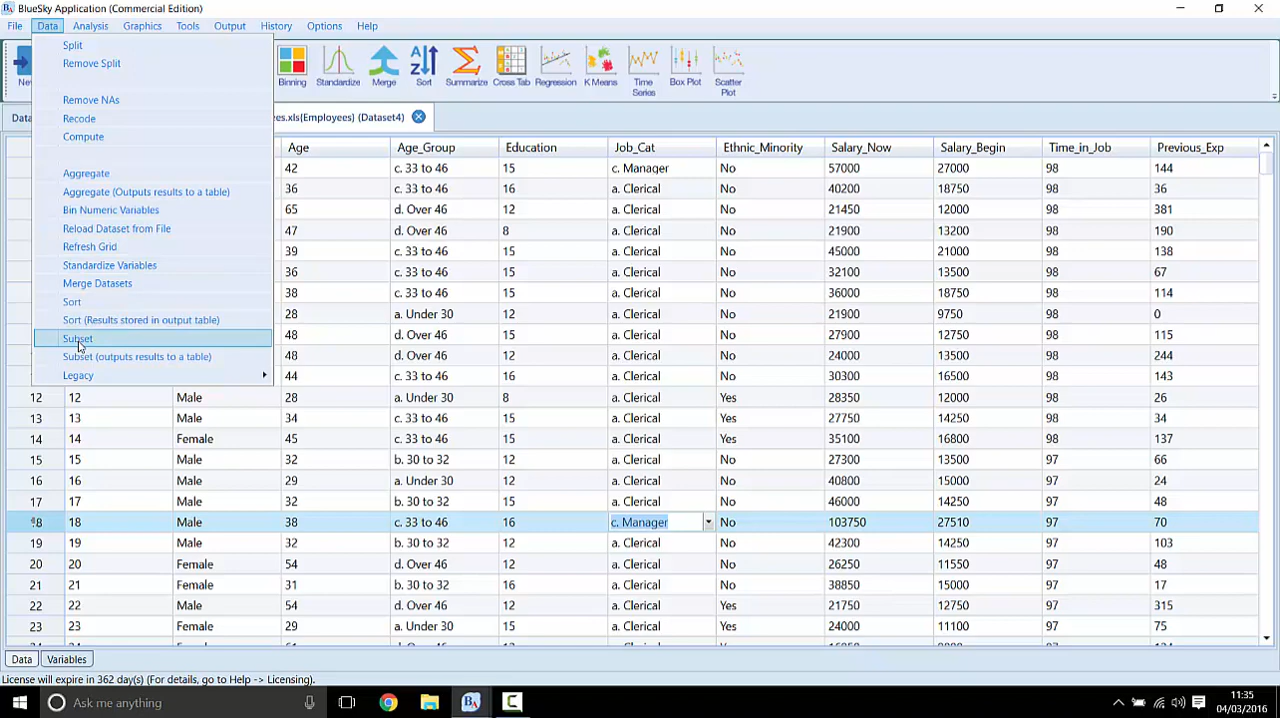 BlueSky Application (Commercial Edition)
File Data Analysis Graphics Tools Output History Options Help
Binning Standardize Merge Sort Summarize Cross Tab Regression K Means Time Series Box Plot Scatter Plot
Split
Remove Split
Remove NAs
Recode
Compute
Aggregate
Aggregate (Outputs results to a table)
Bin Numeric Variables
Reload Dataset from File
Refresh Grid
Standardize Variables
Merge Datasets
Sort
Sort (Results stored in output table)
Subset
Subset (outputs results to a table)
Legacy
es.xls{Employees} (Dataset4)
Age Age_Group Education Job_Cat Ethnic_Minority Salary_Now Salary_Begin Time_in_Job Previous_Exp
42 c. 33 to 46 15 c. Manager No 57000 27000 98 144
36 c. 33 to 46 16 a. Clerical No 40200 18750 98 36
65 d. Over 46 12 a. Clerical No 21450 12000 98 381
47 d. Over 46 8 a. Clerical No 21900 13200 98 190
39 c. 33 to 46 15 a. Clerical No 45000 21000 98 138
36 c. 33 to 46 15 a. Clerical No 32100 13500 98 67
38 c. 33 to 46 15 a. Clerical No 36000 18750 98 114
28 a. Under 30 12 a. Clerical No 21900 9750 98 0
48 d. Over 46 15 a. Clerical No 27900 12750 98 115
48 d. Over 46 12 a. Clerical No 24000 13500 98 244
44 c. 33 to 46 16 a. Clerical No 30300 16500 98 143
12 12 Male 28 a. Under 30 8 a. Clerical Yes 28350 12000 98 26
13 13 Male 34 c. 33 to 46 15 a. Clerical Yes 27750 14250 98 34
14 14 Female 45 c. 33 to 46 15 a. Clerical Yes 35100 16800 98 137
15 15 Male 32 b. 30 to 32 12 a. Clerical No 27300 13500 97 66
16 16 Male 29 a. Under 30 12 a. Clerical No 40800 15000 97 24
17 17 Male 32 b. 30 to 32 15 a. Clerical No 46000 14250 97 48
18 18 Male 38 c. 33 to 46 16 c. Manager No 103750 27510 97 70
19 19 Male 32 b. 30 to 32 12 a. Clerical No 42300 14250 97 103
20 20 Female 54 d. Over 46 12 a. Clerical No 26250 11550 97 48
21 21 Female 31 b. 30 to 32 16 a. Clerical No 38850 15000 97 17
22 22 Male 54 d. Over 46 12 a. Clerical Yes 21750 12750 97 315
23 23 Female 29 a. Under 30 15 a. Clerical Yes 24000 11100 97 75
Data Variables
License will expire in 362 day(s) (For details, go to Help -> Licensing).
Ask me anything
11:35
04/03/2016